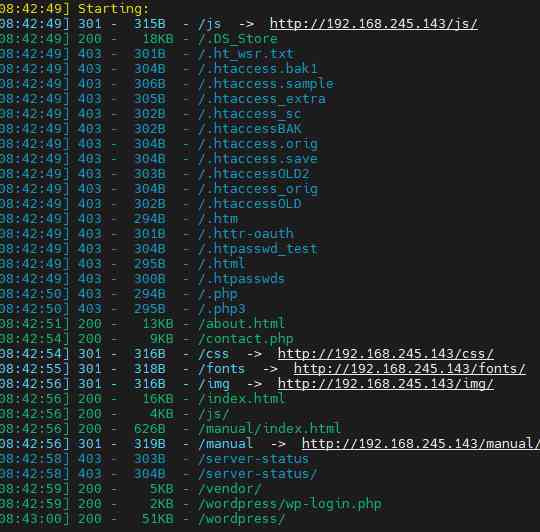 08:42:49] Starting:
08:42:49] 301 -  315B  - /js  ->  http://192.168.245.143/js/
08:42:49] 200 -   18KB - /.DS_Store
08:42:49] 403 -  301B  - /.ht_wsr.txt
08:42:49] 403 -  304B  - /.htaccess.bak1
08:42:49] 403 -  306B  - /.htaccess.sample
08:42:49] 403 -  305B  - /.htaccess_extra
08:42:49] 403 -  302B  - /.htaccess_sc
08:42:49] 403 -  302B  - /.htaccessBAK
08:42:49] 403 -  304B  - /.htaccess.orig
08:42:49] 403 -  304B  - /.htaccess.save
08:42:49] 403 -  303B  - /.htaccessOLD2
08:42:49] 403 -  304B  - /.htaccess_orig
08:42:49] 403 -  302B  - /.htaccessOLD
08:42:49] 403 -  294B  - /.htm
08:42:49] 403 -  301B  - /.httr-oauth
08:42:49] 403 -  304B  - /.htpasswd_test
08:42:49] 403 -  295B  - /.html
08:42:49] 403 -  300B  - /.htpasswds
08:42:50] 403 -  294B  - /.php
08:42:50] 403 -  295B  - /.php3
08:42:51] 200 -   13KB - /about.html
08:42:54] 200 -    9KB - /contact.php
08:42:54] 301 -  316B  - /css  ->  http://192.168.245.143/css/
08:42:55] 301 -  318B  - /fonts  ->  http://192.168.245.143/fonts/
08:42:56] 301 -  316B  - /img  ->  http://192.168.245.143/img/
08:42:56] 200 -   16KB - /index.html
08:42:56] 200 -    4KB - /js/
08:42:56] 200 -  626B  - /manual/index.html
08:42:56] 301 -  319B  - /manual  ->  http://192.168.245.143/manual/
08:42:58] 403 -  303B  - /server-status
08:42:58] 403 -  304B  - /server-status/
08:42:59] 200 -    5KB - /vendor/
08:42:59] 200 -    2KB - /wordpress/wp-login.php
08:43:00] 200 -   51KB - /wordpress/